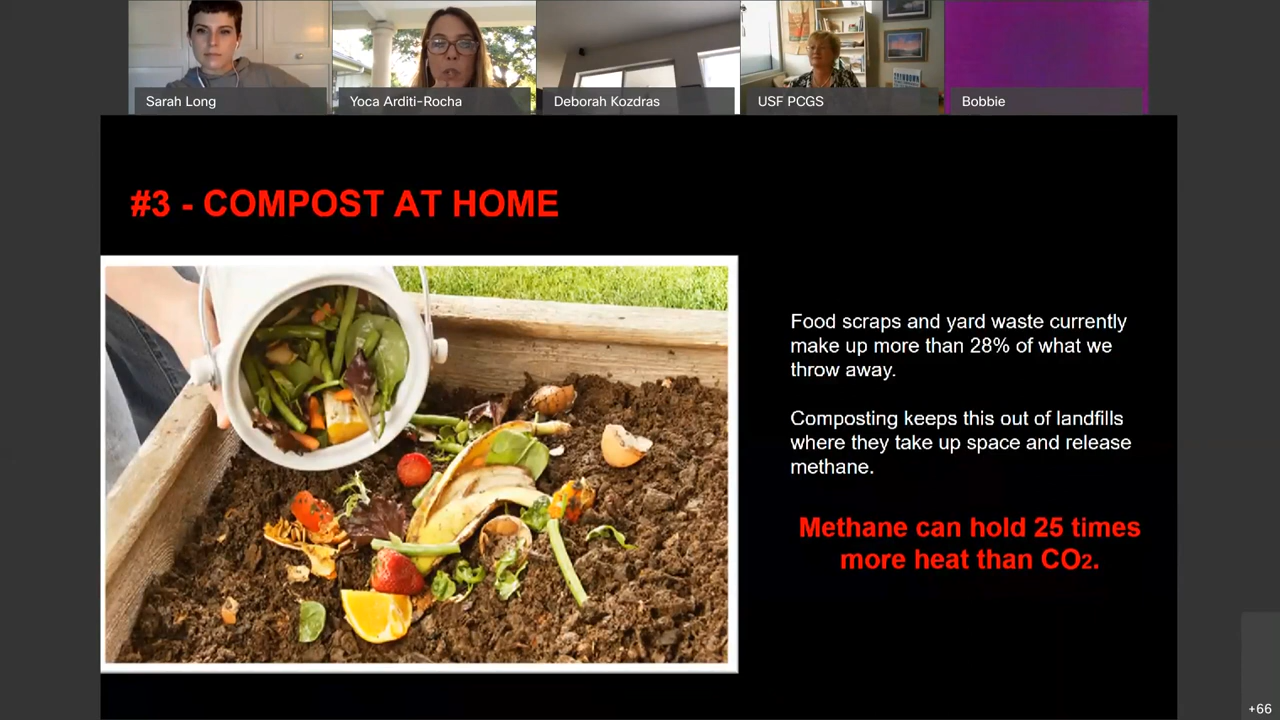 Sarah Long
Yoca Arditi-Rocha
Deborah Kozdras
USF PCGS
Bobbie
#3 - COMPOST AT HOME
Food scraps and yard waste currently
make up more than 28% of what we
throw away.
Composting keeps this out of landfills
where they take up space and release
methane.
Methane can hold 25 times
more heat than CO2.
+66